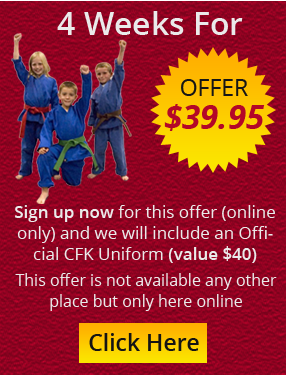 4 Weeks For
OFFER
$39.95
Sign up now for this offer (online
only) and we will include an Offi-
cial CFK Uniform (value $40)
This offer is not available any other
place but only here online
Click Here